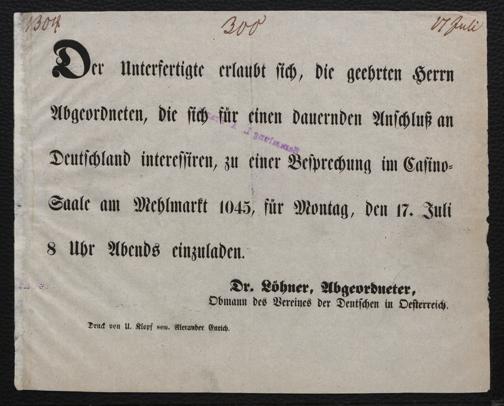 300
17 Juli
Der Unterfertigte erlaubt sich, die geehrten Herrn
Abgeordneten, die sich für einen dauernden Anschluß an
Deutschland interessiren, zu einer Besprechung im Casino-
Saale am Mehlmarkt 1045, für Montag, den 17. Juli
8 Uhr Abends einzuladen.
Dr. Löhner, Abgeordneter,
Obmann des Vereines der Deutschen in Oesterreich.
Druck von U. Klopf sen. Alexander Eurich.